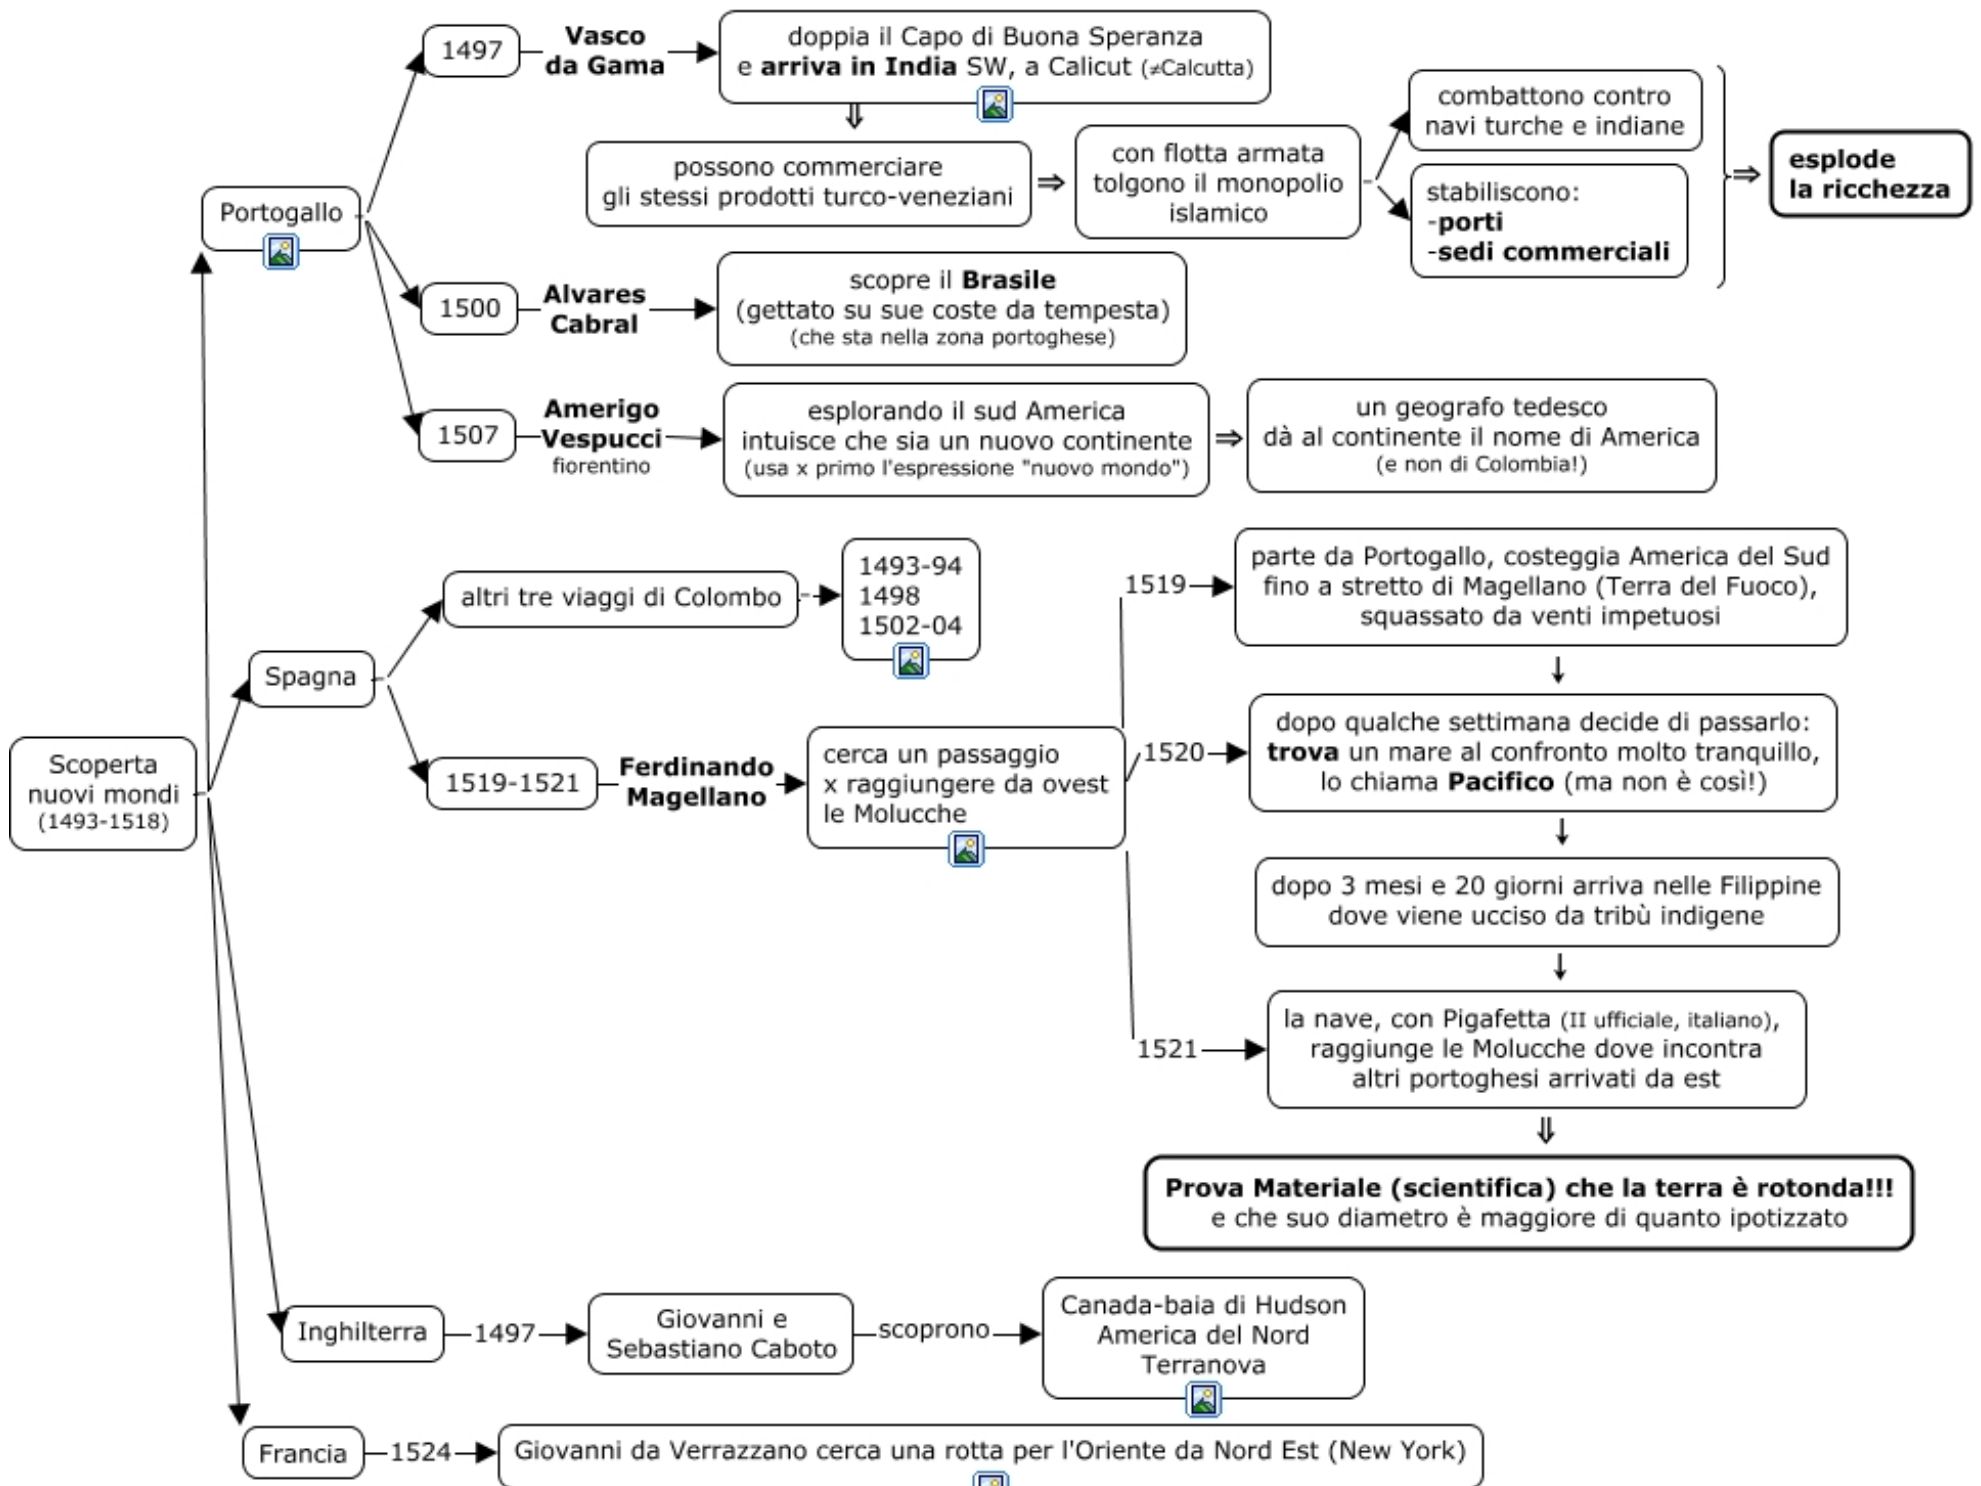 Scoperta
nuovi mondi
(1493-1518)
Portogallo
1497
Vasco
da Gama
doppia il Capo di Buona Speranza
e arriva in India SW, a Calicut (≠Calcutta)
⇓
possono commerciare
gli stessi prodotti turco-veneziani
⇒
con flotta armata
tolgono il monopolio
islamico
combattono contro
navi turche e indiane
stabiliscono:
-porti
-sedi commerciali
⇒
esplode
la ricchezza
1500
Alvares
Cabral
scopre il Brasile
(gettato su sue coste da tempesta)
(che sta nella zona portoghese)
1507
Amerigo
Vespucci
fiorentino
esplorando il sud America
intuisce che sia un nuovo continente
(usa x primo l'espressione "nuovo mondo")
⇒
un geografo tedesco
dà al continente il nome di America
(e non di Colombia!)
Spagna
altri tre viaggi di Colombo
1493-94
1498
1502-04
1519-1521
Ferdinando
Magellano
cerca un passaggio
x raggiungere da ovest
le Molucche
1519
parte da Portogallo, costeggia America del Sud
fino a stretto di Magellano (Terra del Fuoco),
squassato da venti impetuosi
↓
1520
dopo qualche settimana decide di passarlo:
trova un mare al confronto molto tranquillo,
lo chiama Pacifico (ma non è così!)
↓
dopo 3 mesi e 20 giorni arriva nelle Filippine
dove viene ucciso da tribù indigene
↓
1521
la nave, con Pigafetta (II ufficiale, italiano),
raggiunge le Molucche dove incontra
altri portoghesi arrivati da est
⇓
Prova Materiale (scientifica) che la terra è rotonda!!!
e che suo diametro è maggiore di quanto ipotizzato
Inghilterra
1497
Giovanni e
Sebastiano Caboto
scoprono
Canada-baia di Hudson
America del Nord
Terranova
Francia
1524
Giovanni da Verrazzano cerca una rotta per l'Oriente da Nord Est (New York)